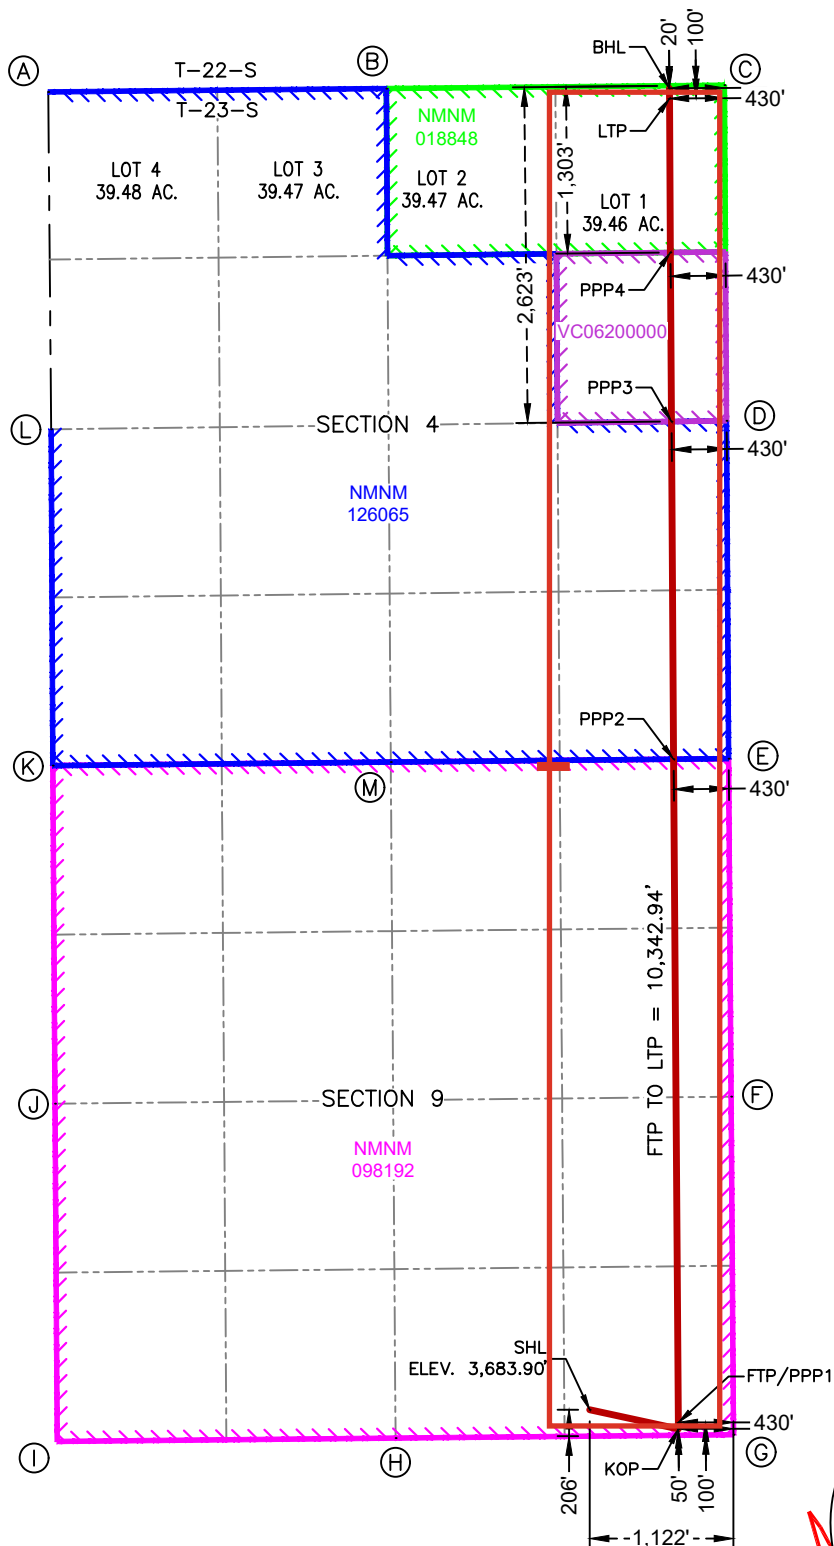 20'
100'
BHL
A
B
C
T-22-S
T-23-S
430'
LTP
NMNM
018848
LOT 4
39.48 AC.
LOT 3
39.47 AC.
LOT 2
39.47 AC.
LOT 1
39.46 AC.
1,303'
2,623'
PPP4
430'
VC06200000
PPP3
L
SECTION 4
D
430'
NMNM
126065
PPP2
K
M
E
430'
FTP TO LTP = 10,342.94'
J
SECTION 9
F
NMNM
098192
SHL
ELEV. 3,683.90'
FTP/PPP1
430'
I
H
G
KOP
206'
50'
100'
1,122'